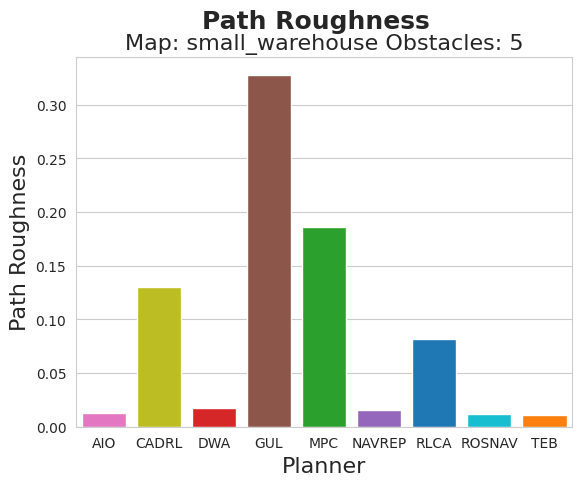 Path Roughness
Map: small_warehouse Obstacles: 5
Path Roughness
0.30
0.25
0.20
0.15
0.10
0.05
0.00
AIO CADRL DWA GUL MPC NAVREP RLCA ROSNAV TEB
Planner